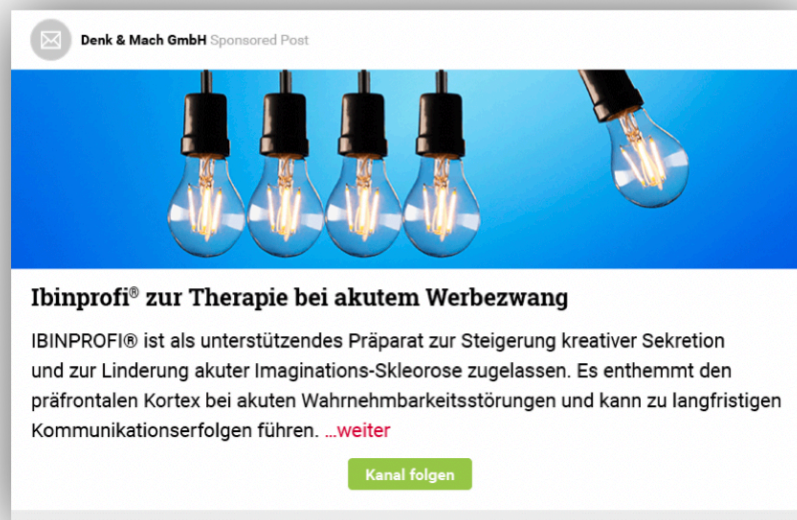 Denk & Mach GmbH Sponsored Post
Ibinprofi® zur Therapie bei akutem Werbezwang
IBINPROFI® ist als unterstützendes Präparat zur Steigerung kreativer Sekretion
und zur Linderung akuter Imaginations-Skleorose zugelassen. Es enthemmt den
präfrontalen Kortex bei akuten Wahrnehmbarkeitsstörungen und kann zu langfristigen
Kommunikationserfolgen führen. ...weiter
Kanal folgen